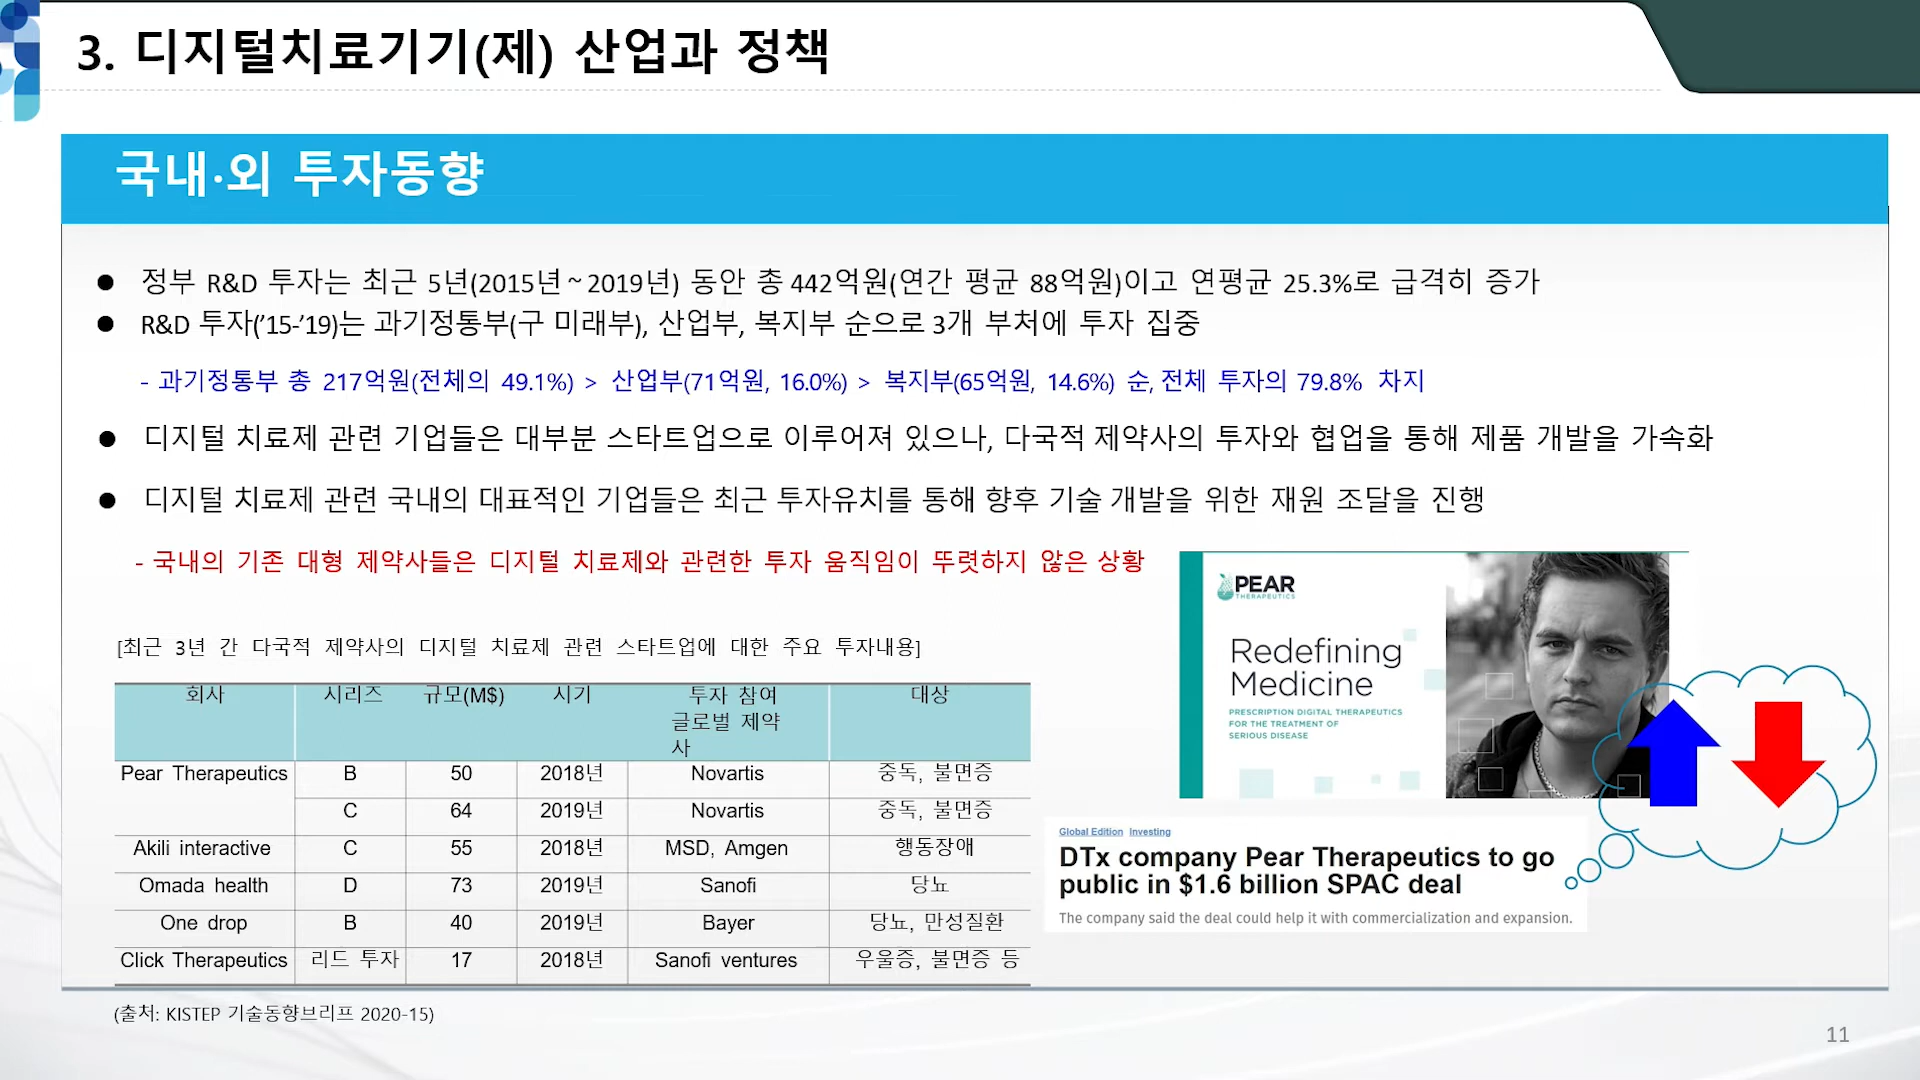 3. 디지털치료기기(제) 산업과 정책
국내·외 투자동향
● 정부 R&D 투자는 최근 5년(2015년~2019년) 동안 총 442억원(연간 평균 88억원)이고 연평균 25.3%로 급격히 증가
● R&D 투자('15-'19)는 과기정통부(구 미래부), 산업부, 복지부 순으로 3개 부처에 투자 집중
- 과기정통부 총 217억원(전체의 49.1%) > 산업부(71억원, 16.0%) > 복지부(65억원, 14.6%) 순, 전체 투자의 79.8% 차지
● 디지털 치료제 관련 기업들은 대부분 스타트업으로 이루어져 있으나, 다국적 제약사의 투자와 협업을 통해 제품 개발을 가속화
● 디지털 치료제 관련 국내의 대표적인 기업들은 최근 투자유치를 통해 향후 기술 개발을 위한 재원 조달을 진행
- 국내의 기존 대형 제약사들은 디지털 치료제와 관련한 투자 움직임이 뚜렷하지 않은 상황
[최근 3년 간 다국적 제약사의 디지털 치료제 관련 스타트업에 대한 주요 투자내용]
회사 시리즈 규모(M$) 시기 투자 참여 대상
글로벌 제약
사
Pear Therapeutics B 50 2018년 Novartis 중독, 불면증
C 64 2019년 Novartis 중독, 불면증
Akili interactive C 55 2018년 MSD, Amgen 행동장애
Omada health D 73 2019년 Sanofi 당뇨
One drop B 40 2019년 Bayer 당뇨, 만성질환
Click Therapeutics 리드 투자 17 2018년 Sanofi ventures 우울증, 불면증 등
(출처: KISTEP 기술동향브리프 2020-15)
PEAR
THERAPEUTICS
Redefining
Medicine
PRESCRIPTION DIGITAL THERAPEUTICS
FOR THE TREATMENT OF
SERIOUS DISEASE
Global Edition Investing
DTx company Pear Therapeutics to go
public in $1.6 billion SPAC deal
The company said the deal could help it with commercialization and expansion.
11